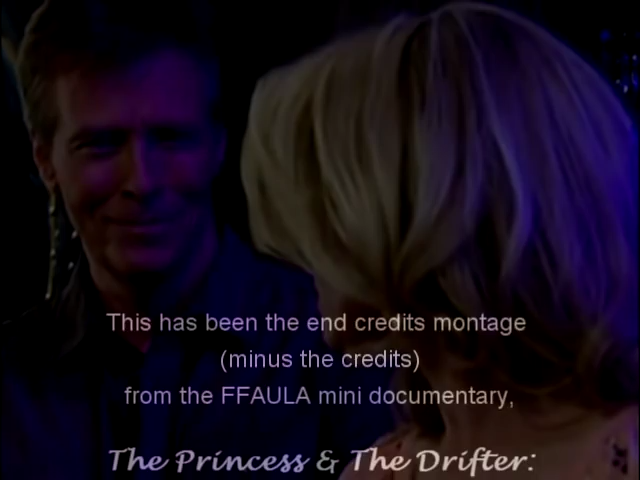 This has been the end credits montage
(minus the credits)
from the FFAULA mini documentary,
The Princess & The Drifter: